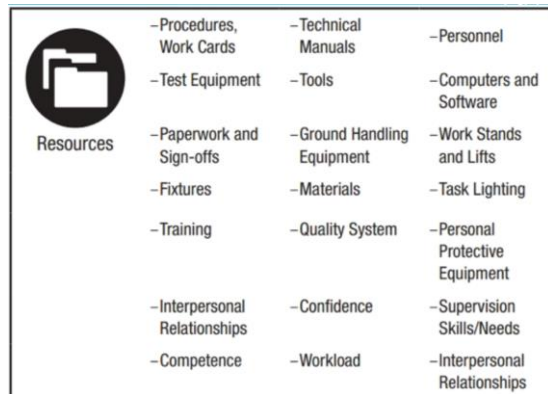 –Procedures, Work Cards
–Technical Manuals
–Personnel
–Test Equipment
–Tools
–Computers and Software
Resources
–Paperwork and Sign-offs
–Ground Handling Equipment
–Work Stands and Lifts
–Fixtures
–Materials
–Task Lighting
–Training
–Quality System
–Personal Protective Equipment
–Interpersonal Relationships
–Confidence
–Supervision Skills/Needs
–Competence
–Workload
–Interpersonal Relationships